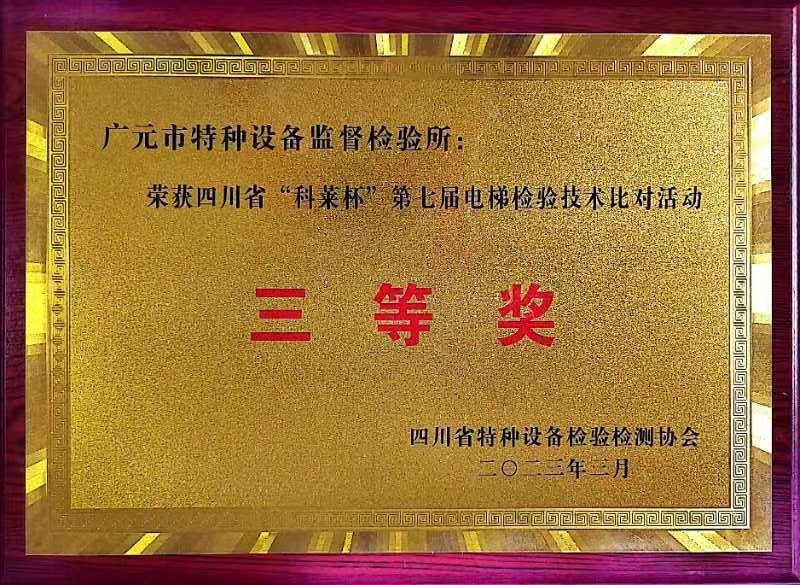 广元市特种设备监督检验所：
荣获四川省“科莱杯”第七届电梯检验技术比对活动
三等奖
四川省特种设备检验检测协会
二〇二三年三月